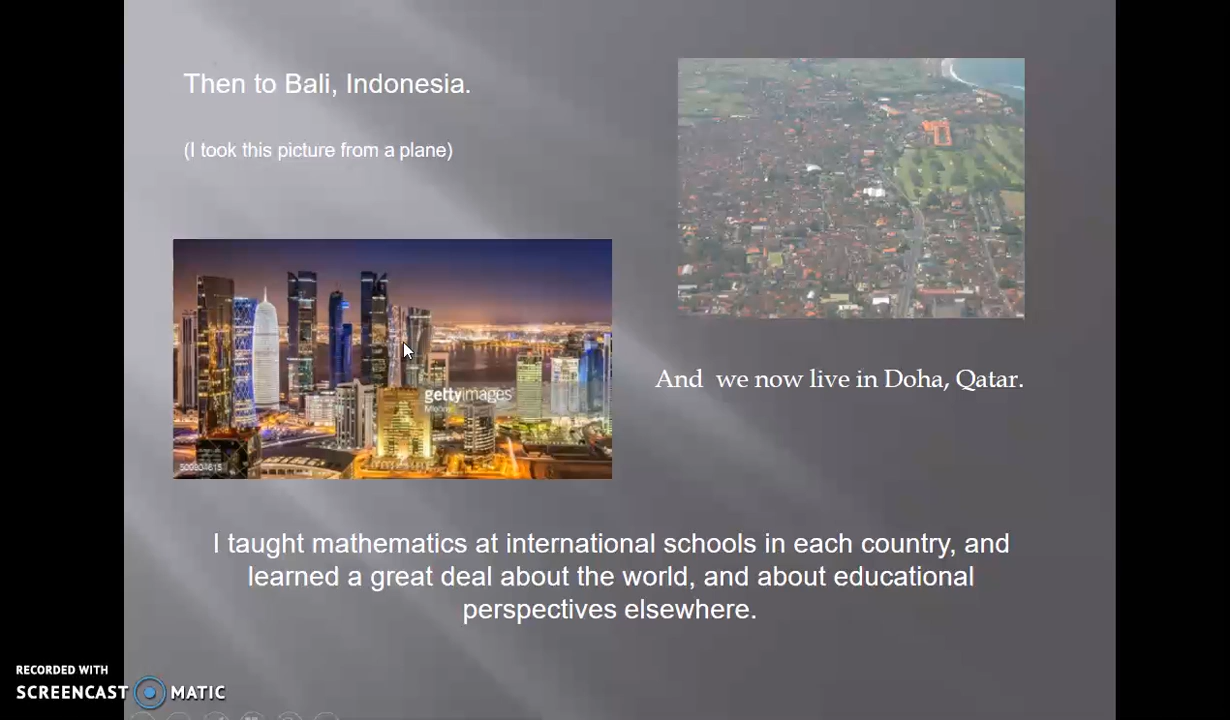 Then to Bali, Indonesia.
(I took this picture from a plane)
gettyimages
And we now live in Doha, Qatar.
I taught mathematics at international schools in each country, and
learned a great deal about the world, and about educational
perspectives elsewhere.
RECORDED WITH
SCREENCAST MATIC